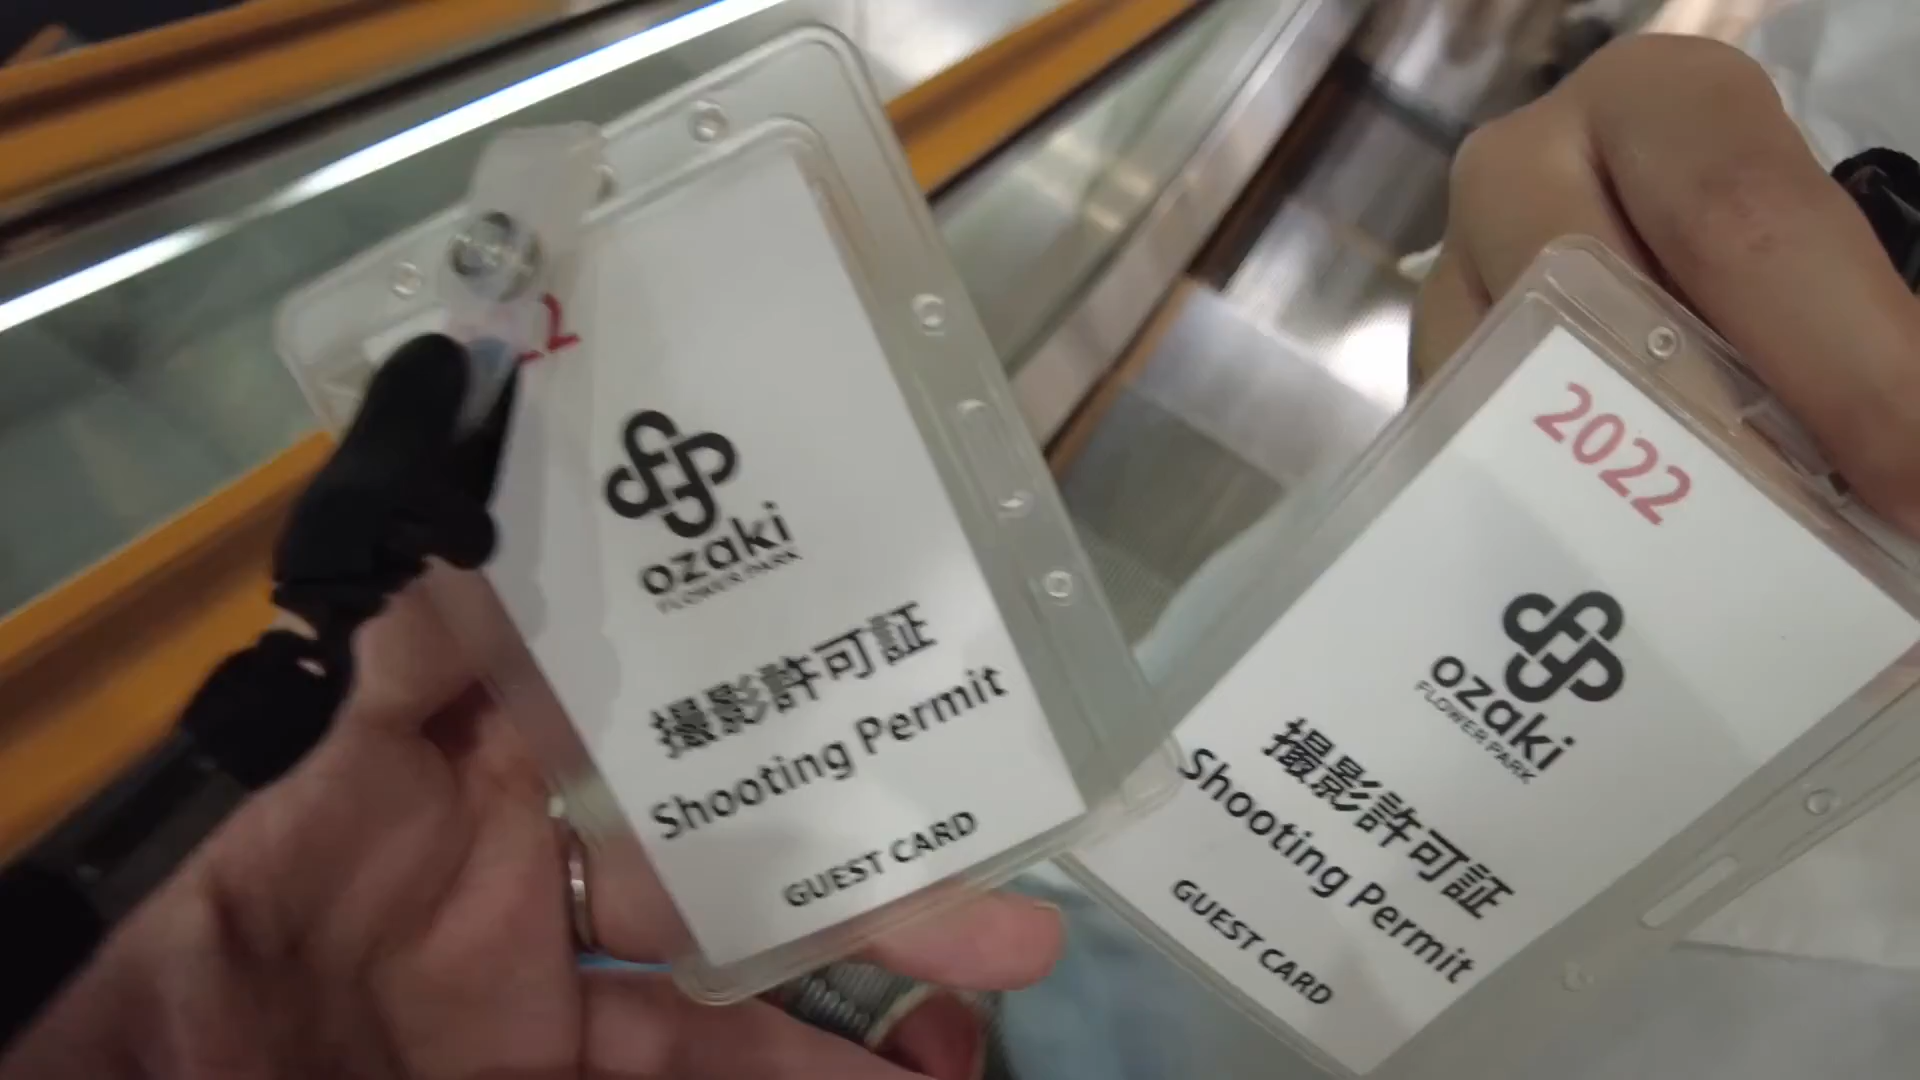 22
ozaki
FLOWER PARK
撮影許可証
Shooting Permit
GUEST CARD
2022
ozaki
FLOWER PARK
撮影許可証
Shooting Permit
GUEST CARD